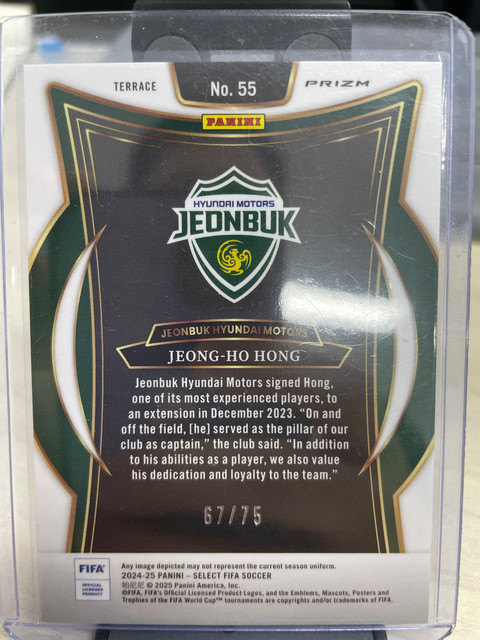 TERRACE
No. 55
PRIZM
PANINI
HYUNDAI MOTORS
JEONBUK
JEONBUK HYUNDAI MOTORS
JEONG-HO HONG
Jeonbuk Hyundai Motors signed Hong,
one of its most experienced players, to
an extension in December 2023. “On and
off the field, [he] served as the pillar of our
club as captain,” the club said. “In addition
to his abilities as a player, we also value
his dedication and loyalty to the team.”
67/75
FIFA
OFFICIAL
LICENSED
PRODUCT
Any image depicted may not represent the current season uniform.
2024-25 PANINI – SELECT FIFA SOCCER
帕尼尼 © 2025 Panini America, Inc.
©FIFA, FIFA's Official Licensed Product Logos, and the Emblems, Mascots, Posters and
Trophies of the FIFA World Cup™ tournaments are copyrights and/or trademarks of FIFA.